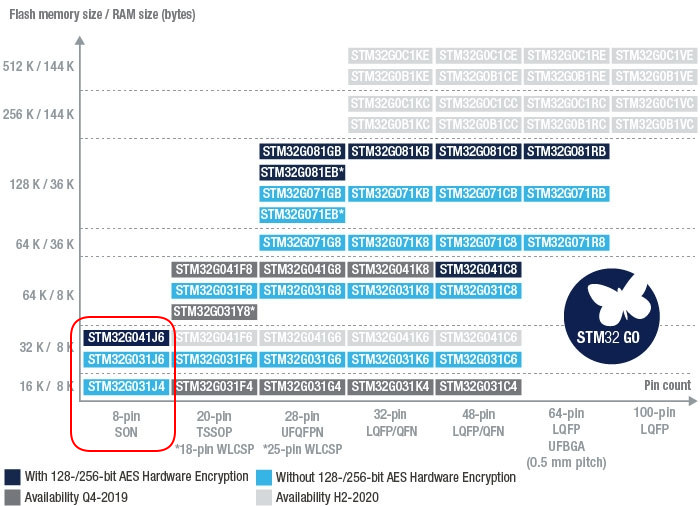 Flash memory size / RAM size (bytes)
STM32G0C1KE STM32G0C1CE STM32G0C1RE STM32G0C1VE
512 K / 144 K
STM32G0B1KE STM32G0B1CE STM32G0B1RE STM32G0B1VE
STM32G0C1KC STM32G0C1CC STM32G0C1RC STM32G0C1VC
256 K / 144 K
STM32G0B1KC STM32G0B1CC STM32G0B1RC STM32G0B1VC
STM32G081GB STM32G081KB STM32G081CB STM32G081RB
STM32G081EB*
128 K / 36 K
STM32G071GB STM32G071KB STM32G071CB STM32G071RB
STM32G071EB*
64 K / 36 K STM32G071G8 STM32G071K8 STM32G071C8 STM32G071R8
STM32G041F8 STM32G041G8 STM32G041K8 STM32G041C8
64 K / 8 K STM32G031F8 STM32G031G8 STM32G031K8 STM32G031C8
STM32G031Y8*
STM32 GO
STM32G041J6 STM32G041F6 STM32G041G6 STM32G041K6 STM32G041C6
32 K / 8 K
STM32G031J6 STM32G031F6 STM32G031G6 STM32G031K6 STM32G031C6
16 K / 8 K STM32G031J4 STM32G031F4 STM32G031G4 STM32G031K4 STM32G031C4
Pin count
8-pin 20-pin 28-pin 32-pin 48-pin 64-pin 100-pin
SON TSSOP UFQFPN LQFP/QFN LQFP/QFN LQFP LQFP
*18-pin WLCSP *25-pin WLCSP UFBGA
(0.5 mm pitch)
With 128-/256-bit AES Hardware Encryption Without 128-/256-bit AES Hardware Encryption
Availability Q4-2019 Availability H2-2020